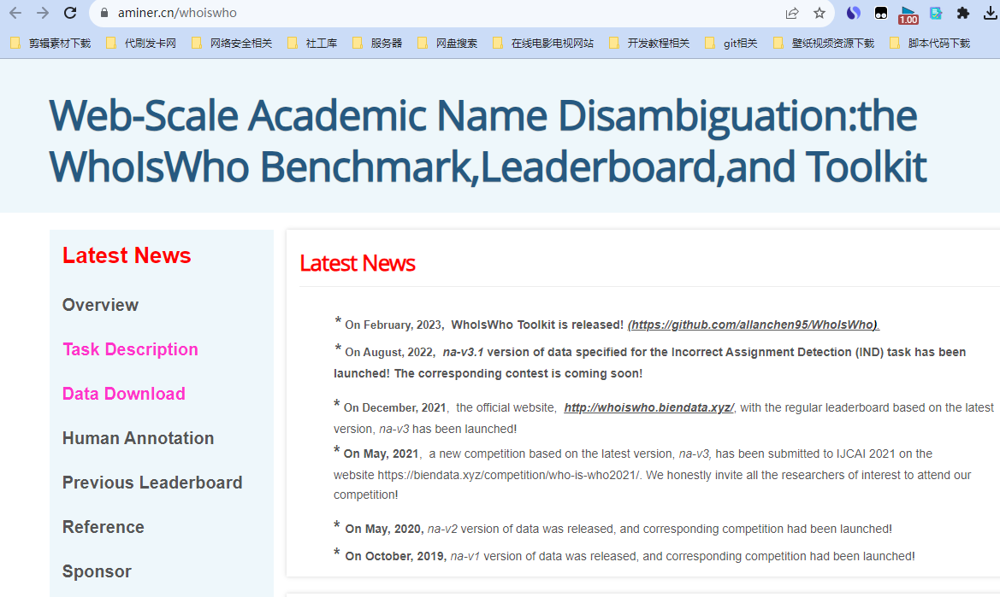 aminer.cn/whoiswho
1.00
剪辑素材下载 代刷发卡网 网络安全相关 社工库 服务器 网盘搜索 在线电影电视网站 开发教程相关 git相关 壁纸视频资源下载 脚本代码下载
Web-Scale Academic Name Disambiguation:the
WhoIsWho Benchmark,Leaderboard,and Toolkit
Latest News
Overview
Task Description
Data Download
Human Annotation
Previous Leaderboard
Reference
Sponsor
Latest News
* On February, 2023, WhoIsWho Toolkit is released! (https://github.com/allanchen95/WhoIsWho).
* On August, 2022, na-v3.1 version of data specified for the Incorrect Assignment Detection (IND) task has been
launched! The corresponding contest is coming soon!
* On December, 2021, the official website, http://whoiswho.biendata.xyz/, with the regular leaderboard based on the latest
version, na-v3 has been launched!
* On May, 2021, a new competition based on the latest version, na-v3, has been submitted to IJCAI 2021 on the
website https://biendata.xyz/competition/who-is-who2021/. We honestly invite all the researchers of interest to attend our
competition!
* On May, 2020, na-v2 version of data was released, and corresponding competition had been launched!
* On October, 2019, na-v1 version of data was released, and corresponding competition had been launched!